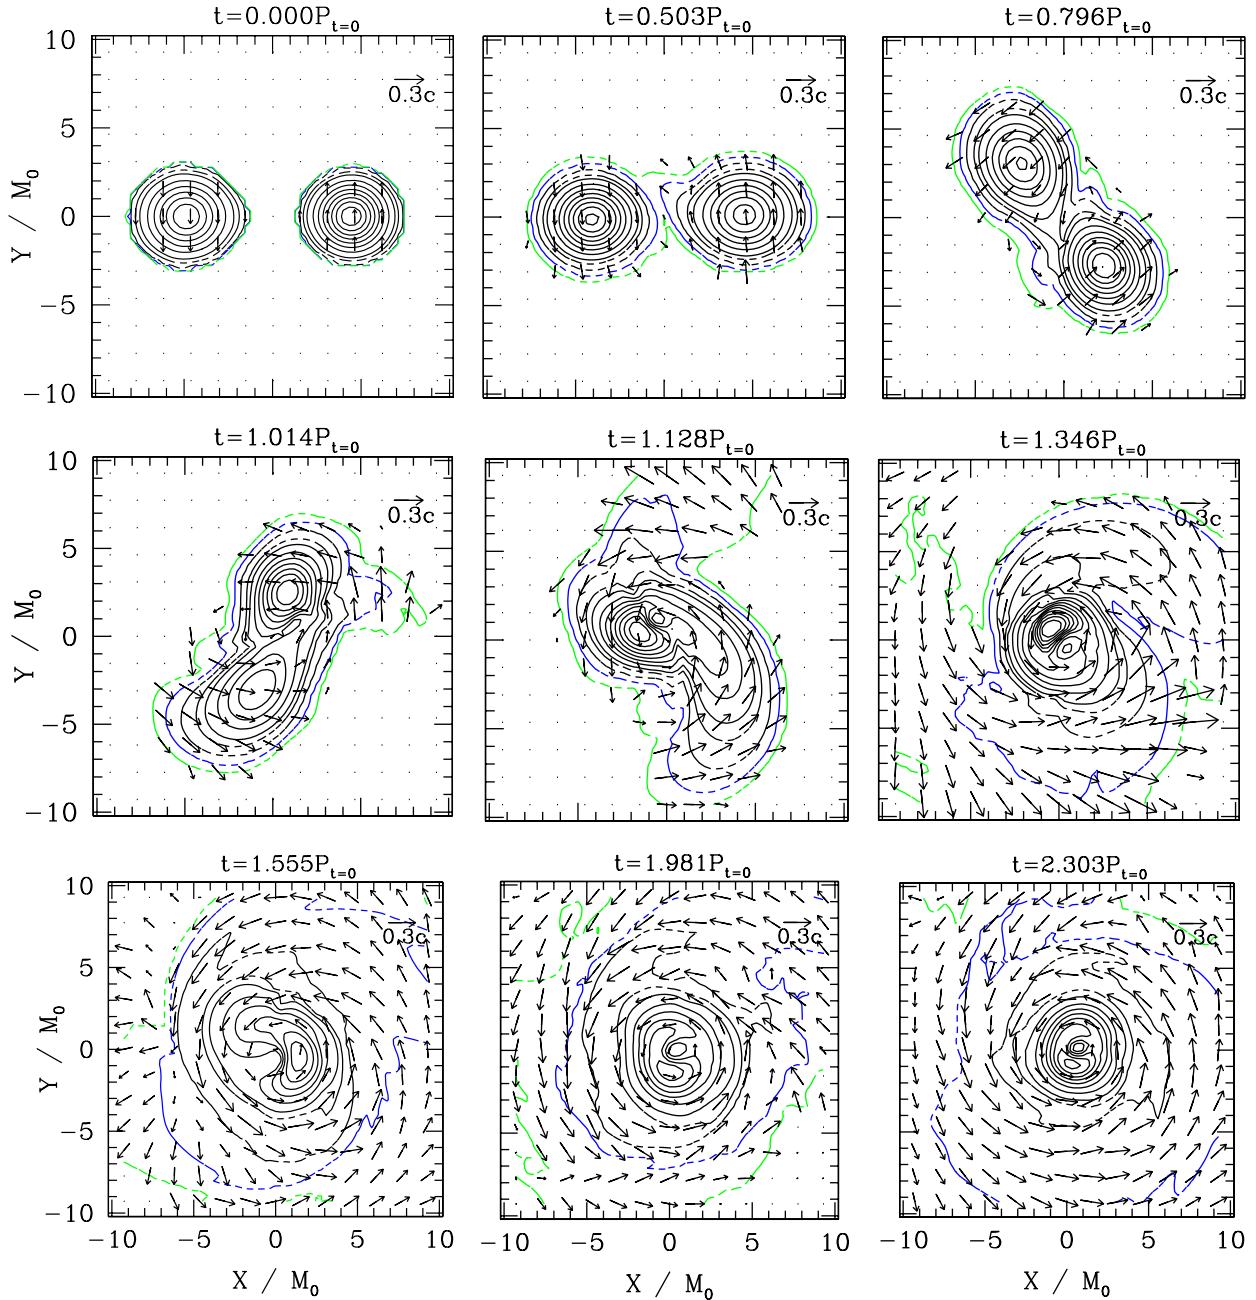 t=0.000P_{t=0} t=0.503P_{t=0} t=0.796P_{t=0}
10
0.3c 0.3c 0.3c
5
Y / M_0
0
-5
-10
t=1.014P_{t=0} t=1.128P_{t=0} t=1.346P_{t=0}
10
0.3c 0.3c 0.3c
5
Y / M_0
0
-5
-10
t=1.555P_{t=0} t=1.981P_{t=0} t=2.303P_{t=0}
10
0.3c 0.3c 0.3c
5
Y / M_0
0
-5
-10
-10 -5 0 5 10 -10 -5 0 5 10 -10 -5 0 5 10
X / M_0 X / M_0 X / M_0